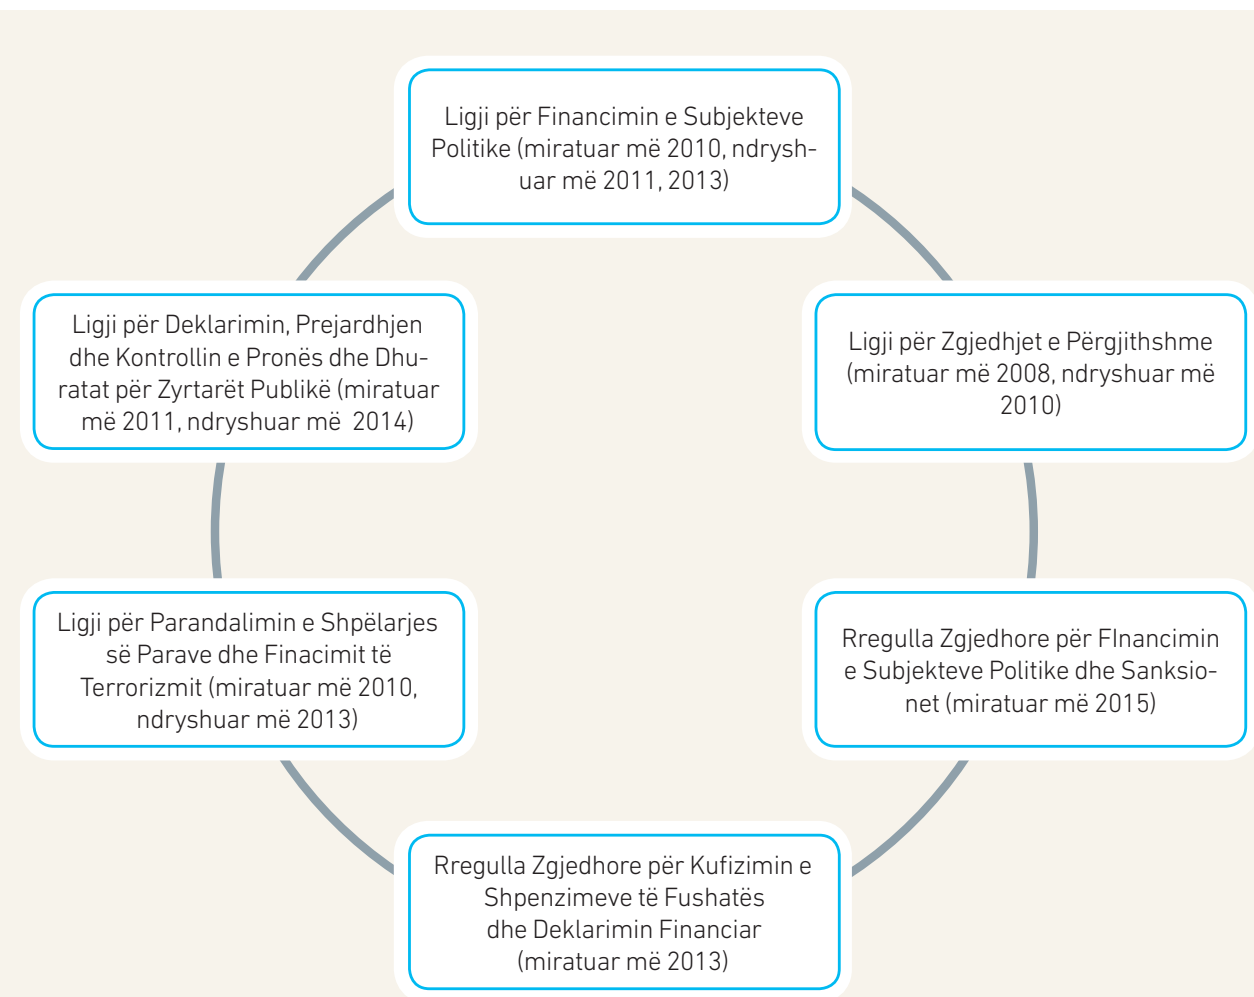 Ligji për Financimin e Subjekteve
Politike (miratuar më 2010, ndrysh-
uar më 2011, 2013)
Ligji për Deklarimin, Prejardhjen
dhe Kontrollin e Pronës dhe Dhu-
ratat për Zyrtarët Publikë (miratuar
më 2011, ndryshuar më 2014)
Ligji për Zgjedhjet e Përgjithshme
(miratuar më 2008, ndryshuar më
2010)
Ligji për Parandalimin e Shpëlarjes
së Parave dhe Finacimit të
Terrorizmit (miratuar më 2010,
ndryshuar më 2013)
Rregulla Zgjedhore për FInancimin
e Subjekteve Politike dhe Sanksio-
net (miratuar më 2015)
Rregulla Zgjedhore për Kufizimin e
Shpenzimeve të Fushatës
dhe Deklarimin Financiar
(miratuar më 2013)